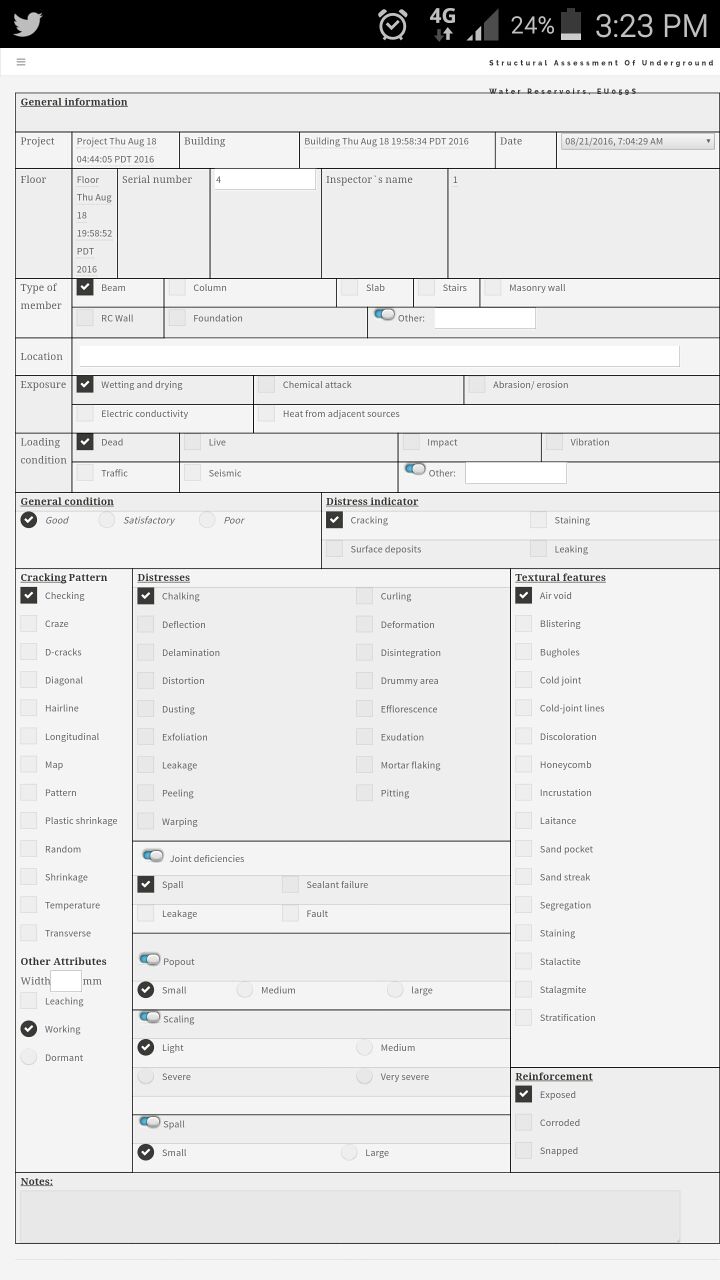 4G 24% 3:23 PM
Structural Assessment Of Underground
Water Reservoirs, EU059S
General information
Project Project Thu Aug 18 Building Building Thu Aug 18 19:58:34 PDT 2016 Date 08/21/2016, 7:04:29 AM
04:44:05 PDT 2016
Floor Floor Serial number 4 Inspector`s name 1
Thu Aug
18
19:58:52
PDT
2016
Type of Beam Column Slab Stairs Masonry wall
member
RC Wall Foundation Other:
Location
Exposure Wetting and drying Chemical attack Abrasion/ erosion
Electric conductivity Heat from adjacent sources
Loading Dead Live Impact Vibration
condition
Traffic Seismic Other:
General condition Distress indicator
Good Satisfactory Poor Cracking Staining
Surface deposits Leaking
Cracking Pattern Distresses Textural features
Checking Chalking Curling Air void
Craze Deflection Deformation Blistering
D-cracks Delamination Disintegration Bugholes
Diagonal Distortion Drummy area Cold joint
Hairline Dusting Efflorescence Cold-joint lines
Longitudinal Exfoliation Exudation Discoloration
Map Leakage Mortar flaking Honeycomb
Pattern Peeling Pitting Incrustation
Plastic shrinkage Warping Laitance
Random Joint deficiencies Sand pocket
Shrinkage Spall Sealant failure Sand streak
Temperature Leakage Fault Segregation
Transverse Staining
Other Attributes Popout Stalactite
Width mm Small Medium large Stalagmite
Leaching Scaling Stratification
Working Light Medium
Dormant Severe Very severe Reinforcement
Exposed
Spall Corroded
Small Large Snapped
Notes: